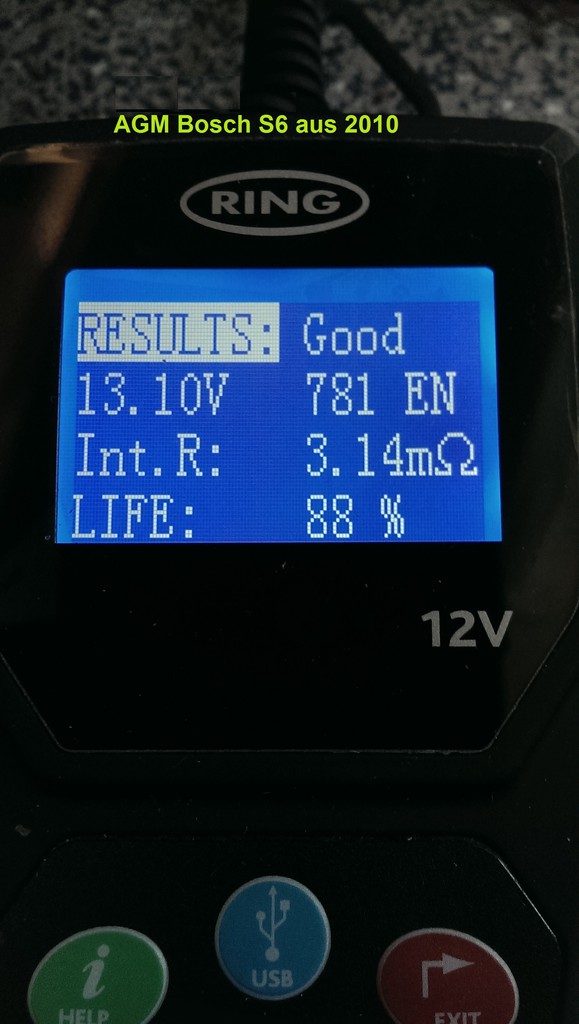 AGM Bosch S6 aus 2010
RING
RESULTS: Good
13.10V 781 EN
Int.R: 3.14mΩ
LIFE: 88 %
12V
USB
HELP
EXIT